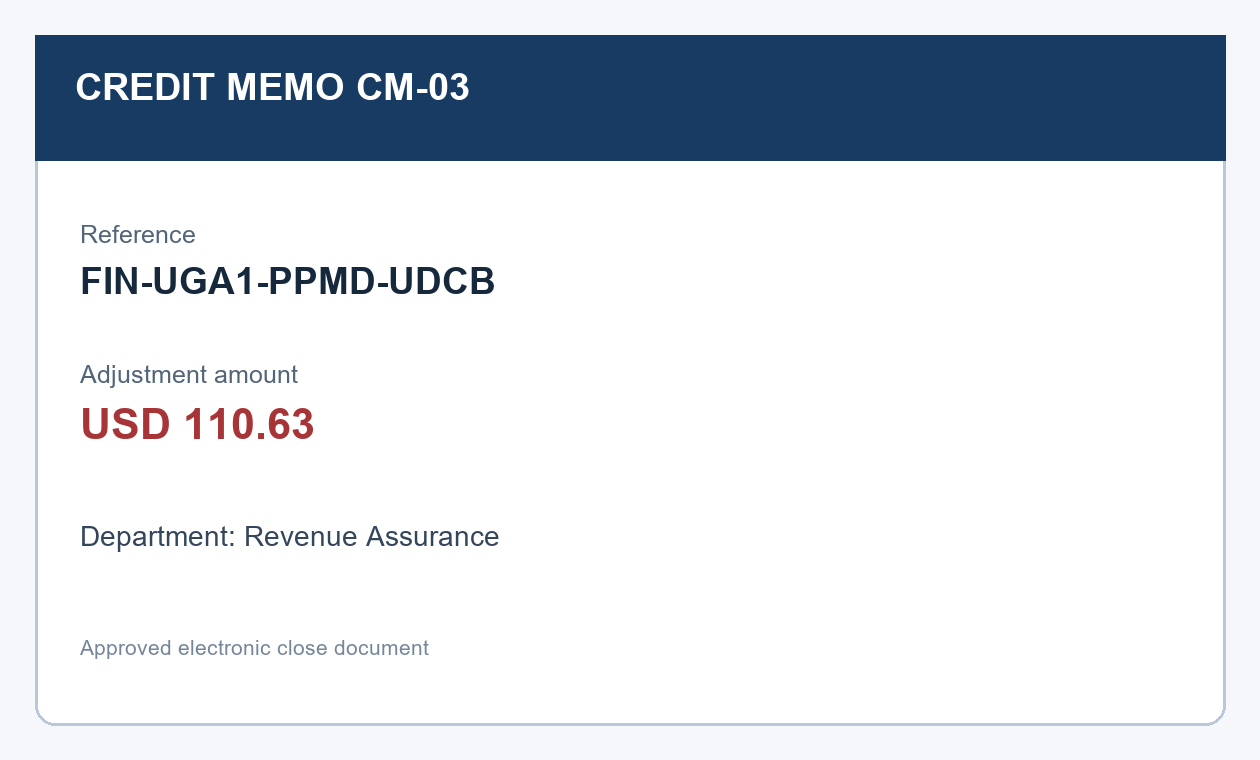 CREDIT MEMO CM-03
Reference
FIN-UGA1-PPMD-UDCB
Adjustment amount
USD 110.63
Department: Revenue Assurance
Approved electronic close document